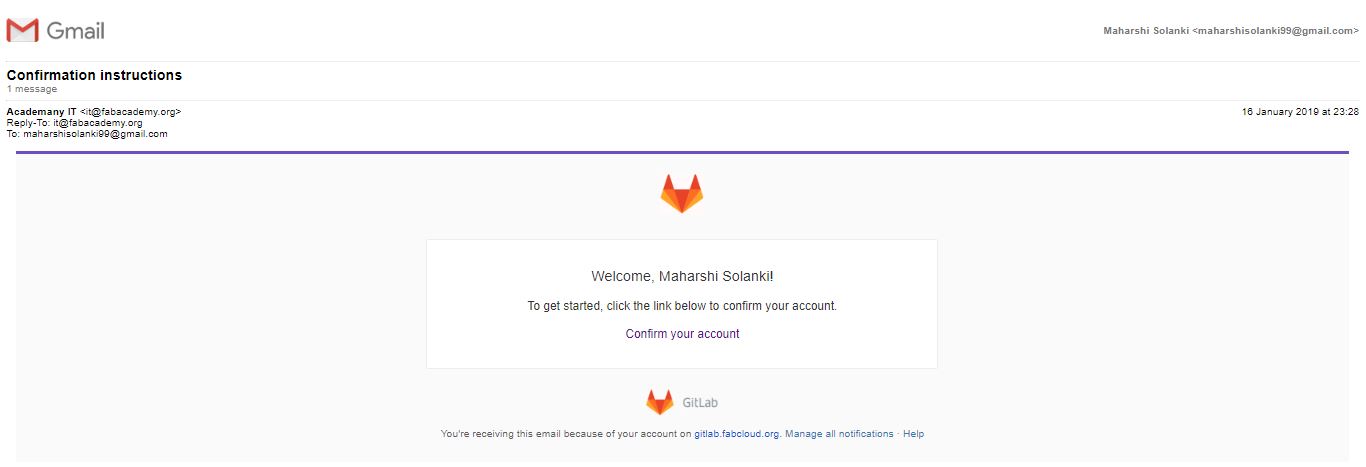 Gmail
Maharshi Solanki <maharshisolanki99@gmail.com>
Confirmation instructions
1 message
Academany IT <it@fabacademy.org>
16 January 2019 at 23:28
Reply-To: it@fabacademy.org
To: maharshisolanki99@gmail.com
Welcome, Maharshi Solanki!
To get started, click the link below to confirm your account.
Confirm your account
GitLab
You're receiving this email because of your account on gitlab.fabcloud.org. Manage all notifications · Help